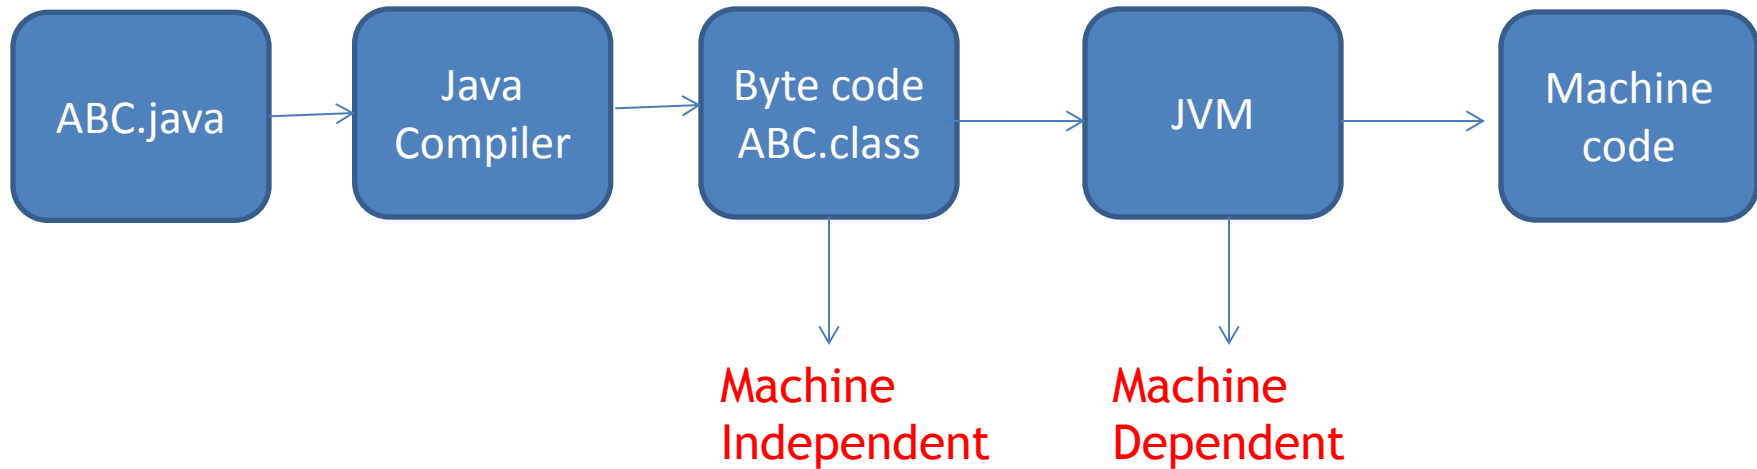 ABC.java
Java
Compiler
Byte code
ABC.class
JVM
Machine
code
Machine
Independent
Machine
Dependent